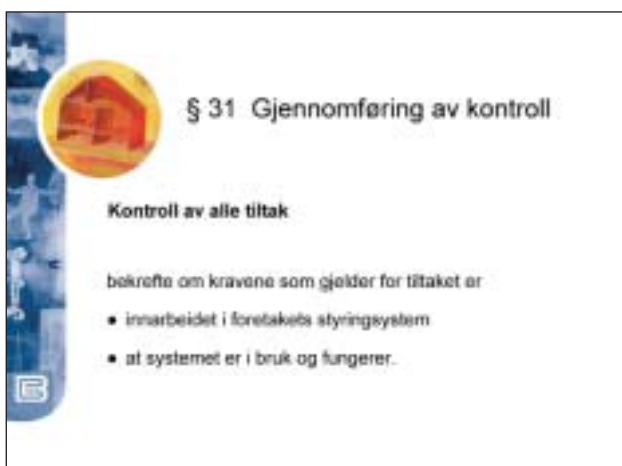 § 31 Gjennomføring av kontroll
Kontroll av alle tiltak
bekrefte om kravene som gjelder for tiltaket er
• innarbeidet i foretakets styringsystem
• at systemet er i bruk og fungerer.